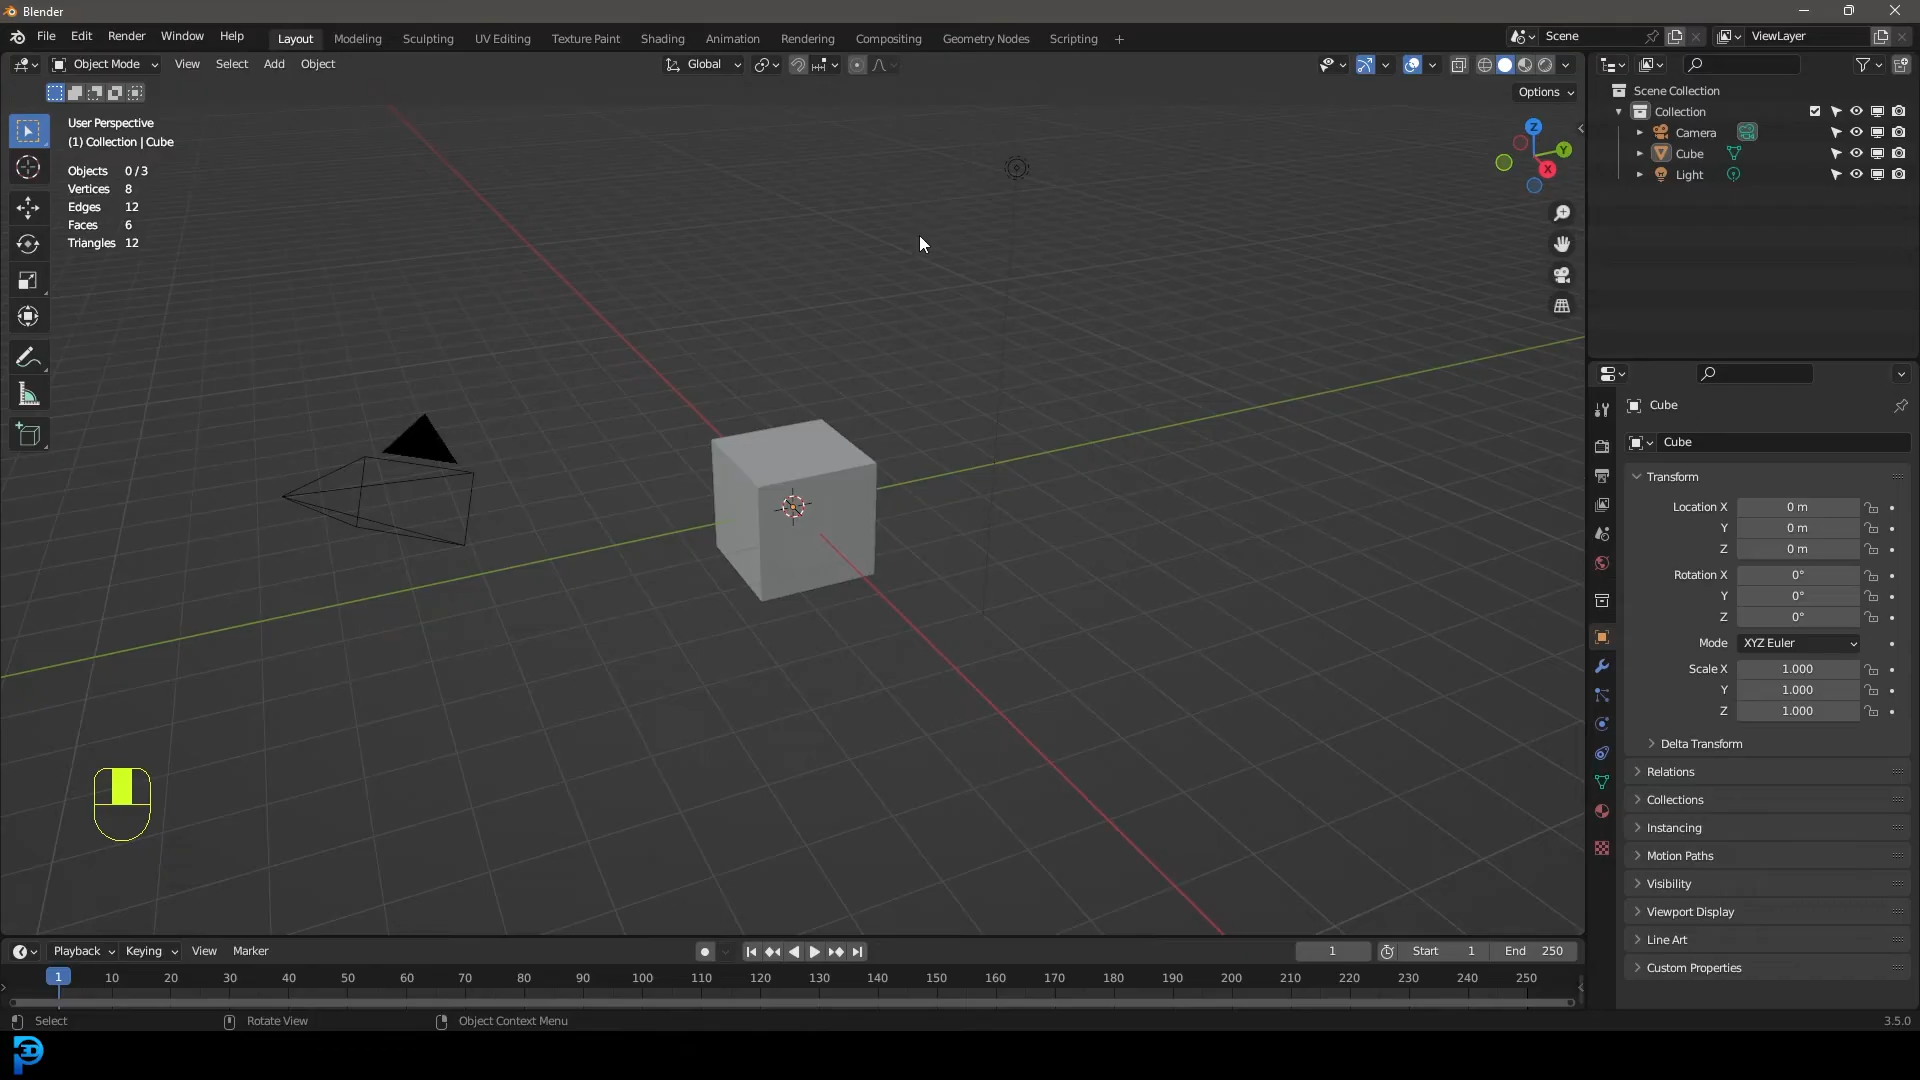 Blender
File Edit Render Window Help Layout Modeling Sculpting UV Editing Texture Paint Shading Animation Rendering Compositing Geometry Nodes Scripting + Scene ViewLayer
Object Mode View Select Add Object Global
Options
User Perspective
(1) Collection | Cube
Objects 0 / 3
Vertices 8
Edges 12
Faces 6
Triangles 12
Z
Y
X
Scene Collection
Collection
Camera
Cube
Light
Cube
Cube
Transform
Location X 0 m
Y 0 m
Z 0 m
Rotation X 0°
Y 0°
Z 0°
Mode XYZ Euler
Scale X 1.000
Y 1.000
Z 1.000
Delta Transform
Relations
Collections
Instancing
Motion Paths
Visibility
Viewport Display
Line Art
Custom Properties
Playback Keying View Marker 1 Start 1 End 250
1 10 20 30 40 50 60 70 80 90 100 110 120 130 140 150 160 170 180 190 200 210 220 230 240 250
Select Rotate View Object Context Menu 3.5.0